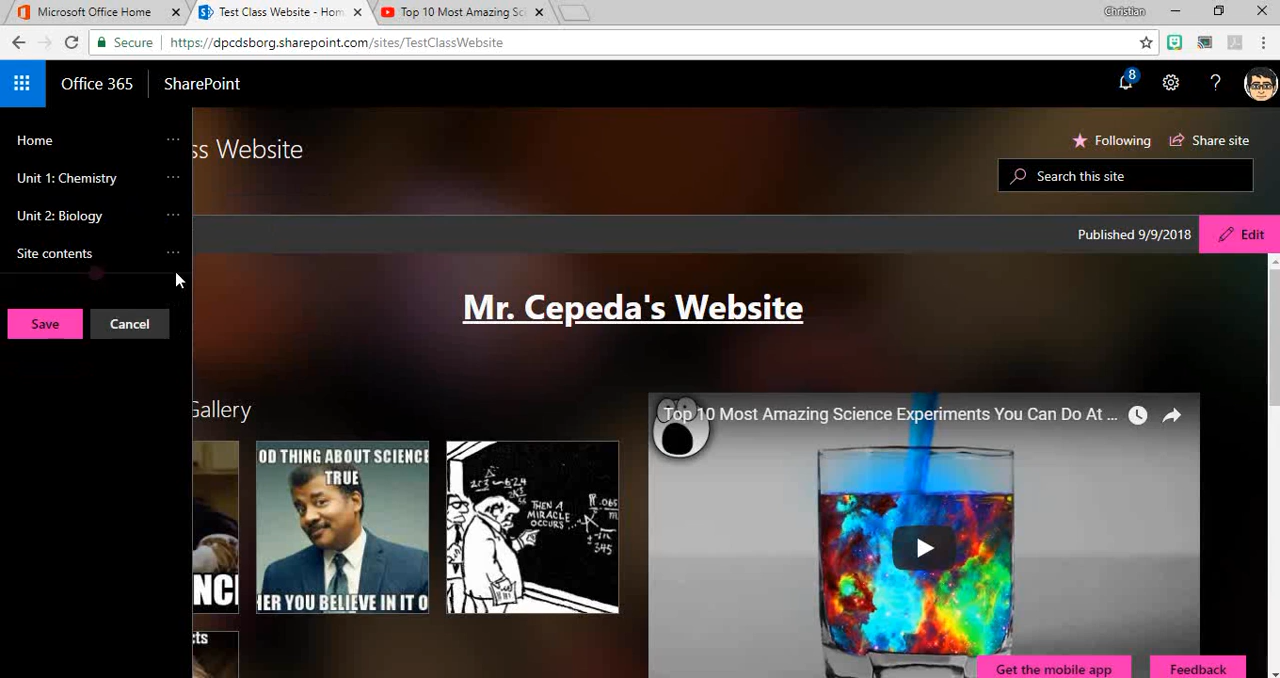 Microsoft Office Home
Test Class Website - Hom
Top 10 Most Amazing Sci
Christian
Secure
https://dpcdsborg.sharepoint.com/sites/TestClassWebsite
Office 365
SharePoint
8
Home
Unit 1: Chemistry
Unit 2: Biology
Site contents
Save
Cancel
ss Website
Following
Share site
Search this site
Published 9/9/2018
Edit
Mr. Cepeda's Website
Gallery
NC
OD THING ABOUT SCIENCE
TRUE
HER YOU BELIEVE IN IT O
THEN A
MIRACLE
OCCURS...
Top 10 Most Amazing Science Experiments You Can Do At ...
cts
Get the mobile app
Feedback